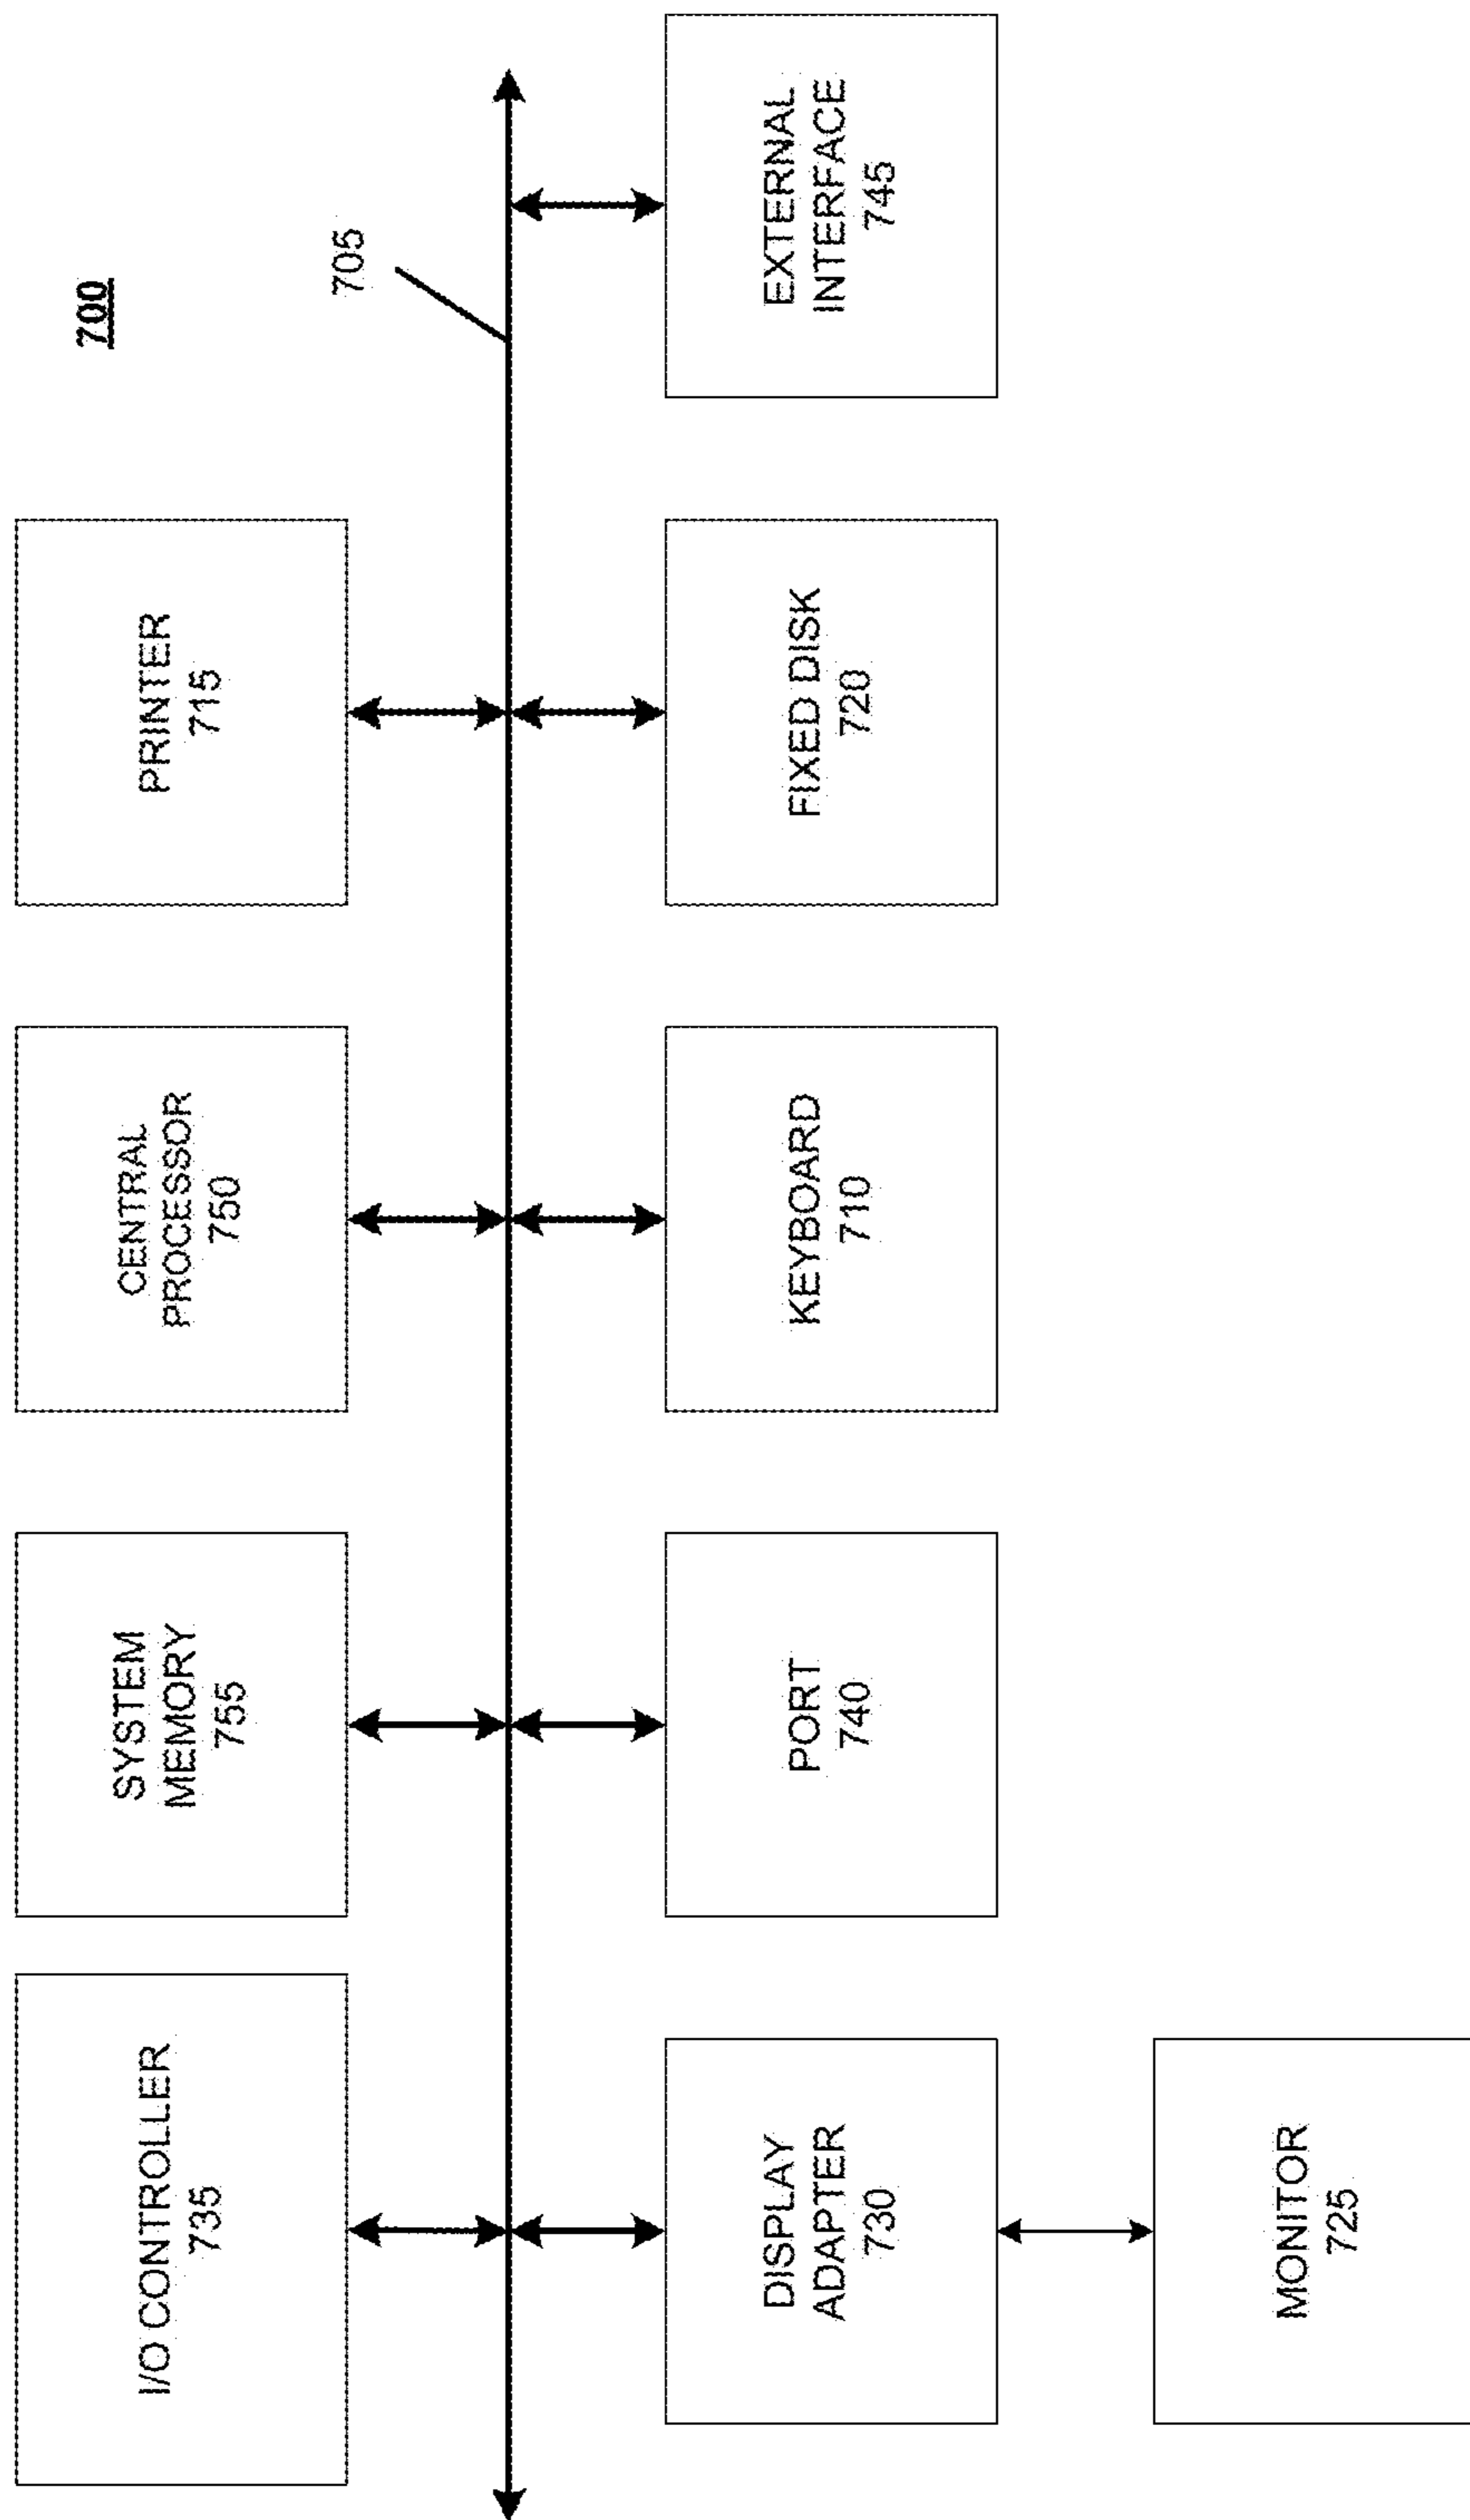 700
705
I/O CONTROLLER
735
SYSTEM
MEMORY
755
CENTRAL
PROCESSOR
750
PRINTER
715
DISPLAY
ADAPTER
730
PORT
740
KEYBOARD
710
FIXED DISK
720
EXTERNAL
INTERFACE
745
MONITOR
725